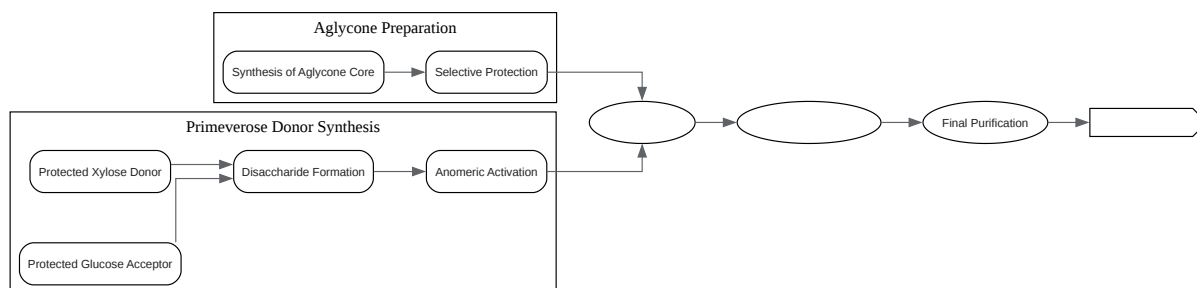 Aglycone Preparation
Synthesis of Aglycone Core
Selective Protection
Primeverose Donor Synthesis
Protected Xylose Donor
Disaccharide Formation
Anomeric Activation
Protected Glucose Acceptor
Final Purification